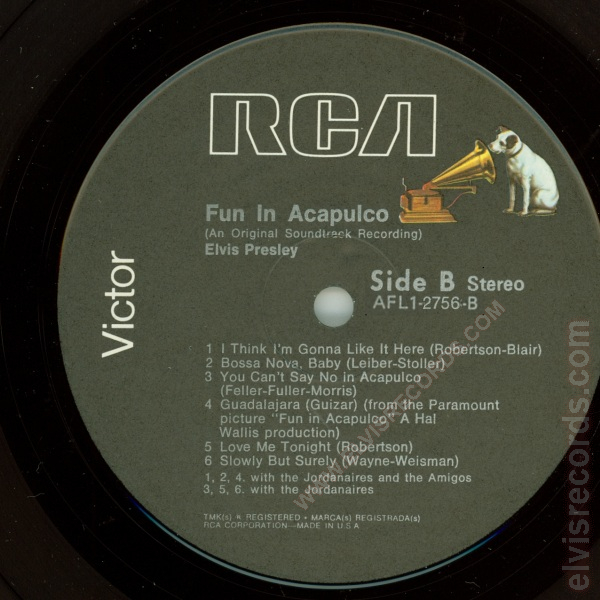 RCA
Victor
Fun In Acapulco
(An Original Soundtrack Recording)
Elvis Presley
Side B Stereo
AFL1-2756-B
1 I Think I'm Gonna Like It Here (Robertson-Blair)
2 Bossa Nova, Baby (Leiber-Stoller)
3 You Can't Say No in Acapulco
(Feller-Fuller-Morris)
4 Guadalajara (Guizar) (from the Paramount
picture "Fun in Acapulco" A Hal
Wallis production)
5 Love Me Tonight (Robertson)
6 Slowly But Surely (Wayne-Weisman)
1, 2, 4. with the Jordanaires and the Amigos
3, 5, 6. with the Jordanaires
TMK(s) ® REGISTERED • MARCA(s) REGISTRADA(s)
RCA CORPORATION—MADE IN U.S.A
WWW.ELVISRECORDS.COM
elvisrecords.com